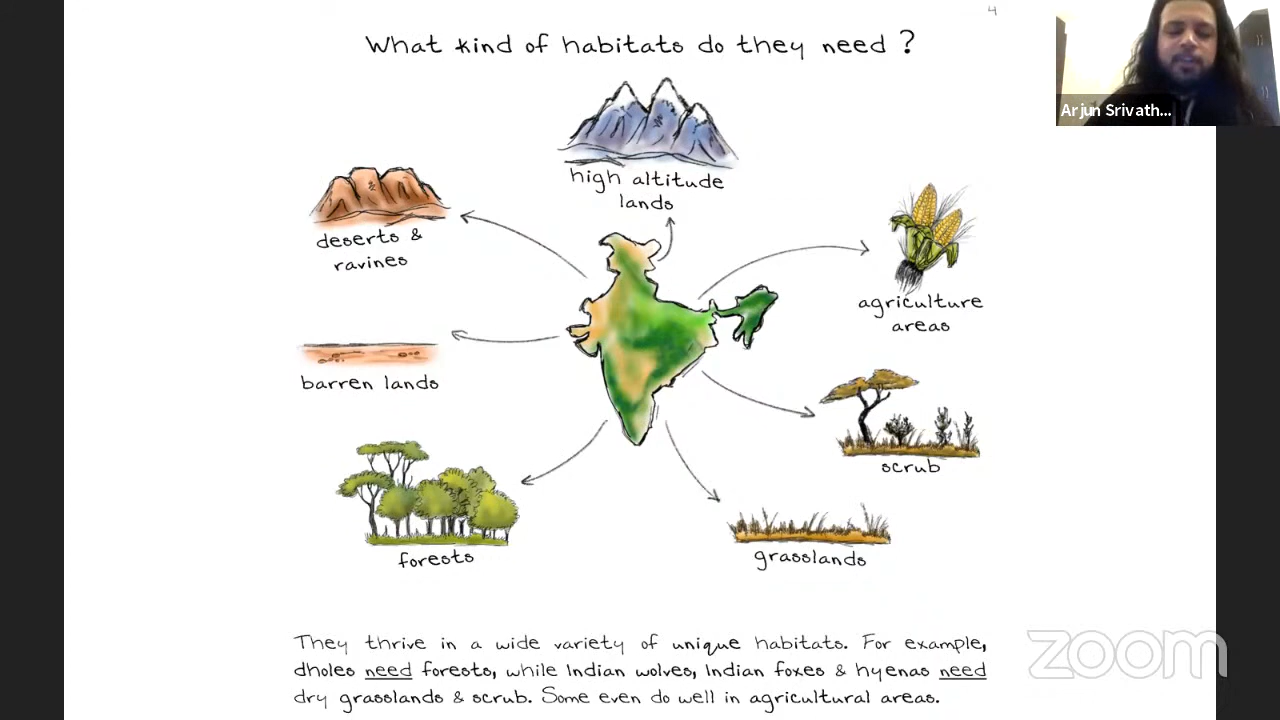 4
What kind of habitats do they need ?
Arjun Srivath...
high altitude
lands
deserts &
ravines
agriculture
areas
barren lands
scrub
forests
grasslands
They thrive in a wide variety of unique habitats. For example,
dholes need forests, while Indian wolves, Indian foxes & hyenas need
dry grasslands & scrub. Some even do well in agricultural areas.
zoom